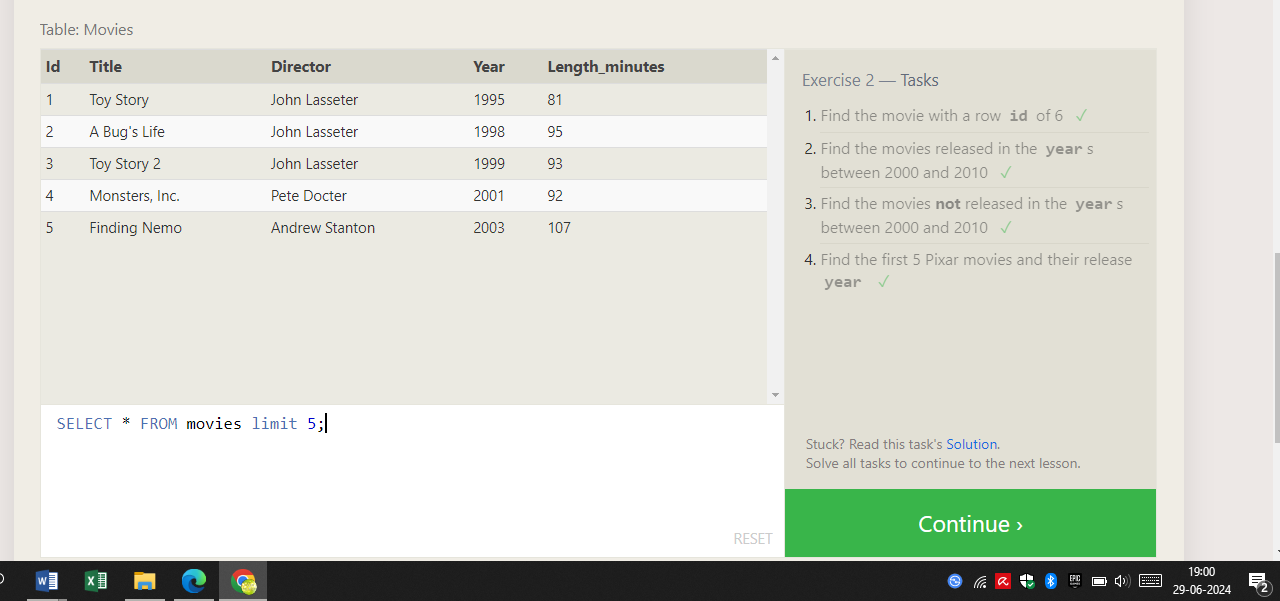 Table: Movies
Id Title Director Year Length_minutes
1 Toy Story John Lasseter 1995 81
2 A Bug's Life John Lasseter 1998 95
3 Toy Story 2 John Lasseter 1999 93
4 Monsters, Inc. Pete Docter 2001 92
5 Finding Nemo Andrew Stanton 2003 107
SELECT * FROM movies limit 5;
RESET
Exercise 2 — Tasks
1. Find the movie with a row id of 6 ✓
2. Find the movies released in the year s
between 2000 and 2010 ✓
3. Find the movies not released in the year s
between 2000 and 2010 ✓
4. Find the first 5 Pixar movies and their release
year ✓
Stuck? Read this task's Solution.
Solve all tasks to continue to the next lesson.
Continue ›
EPIC
19:00
29-06-2024
2